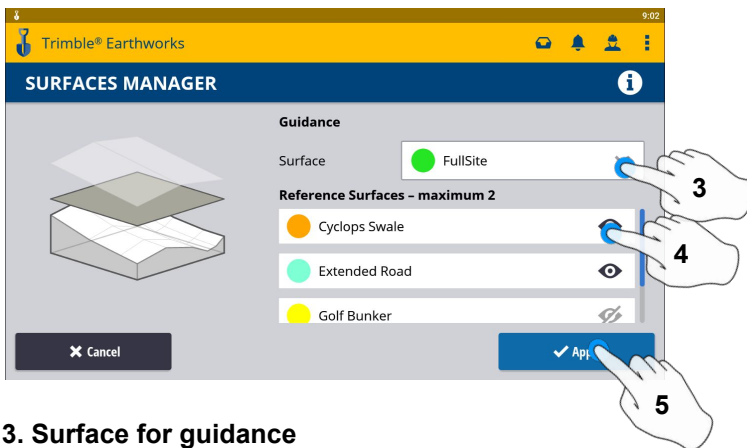 9:02
Trimble® Earthworks
SURFACES MANAGER
i
Guidance
Surface
FullSite
3
Reference Surfaces – maximum 2
Cyclops Swale
4
Extended Road
Golf Bunker
Cancel
App
5
3. Surface for guidance